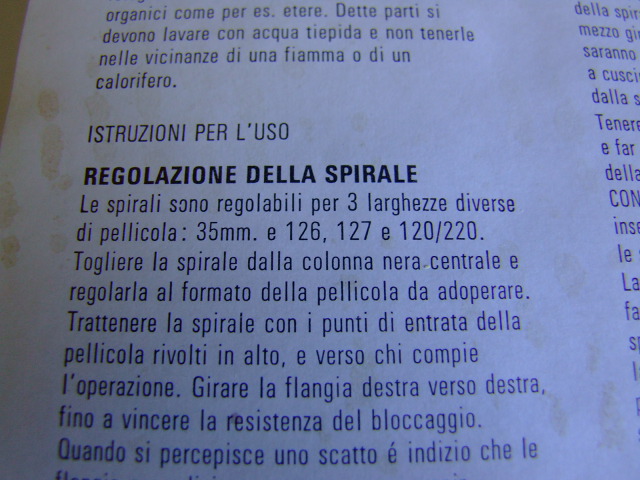 organici come per es. etere. Dette parti si
devono lavare con acqua tiepida e non tenerle
nelle vicinanze di una fiamma o di un
calorifero.
ISTRUZIONI PER L'USO
REGOLAZIONE DELLA SPIRALE
Le spirali sono regolabili per 3 larghezze diverse
di pellicola: 35mm. e 126, 127 e 120/220.
Togliere la spirale dalla colonna nera centrale e
regolarla al formato della pellicola da adoperare.
Trattenere la spirale con i punti di entrata della
pellicola rivolti in alto, e verso chi compie
l'operazione. Girare la flangia destra verso destra,
fino a vincere la resistenza del bloccaggio.
Quando si percepisce uno scatto é indizio che le
della spir
mezzo gir
saranno
a cusci
dalla s
Tenere
e far
della
CON
inse
le
La
fa